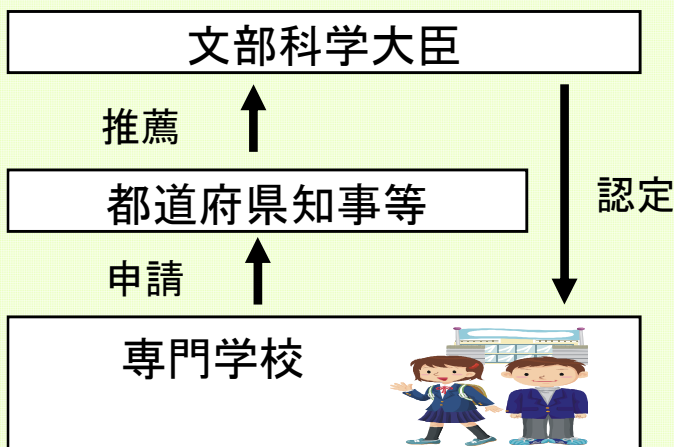 文部科学大臣
推薦
都道府県知事等
認定
申請
専門学校